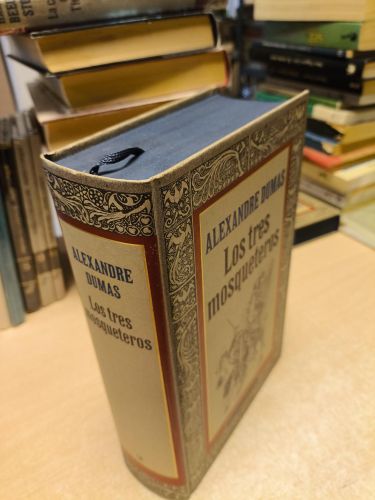 ALEXANDRE
DUMAS
Los tres
mosqueteros
ALEXANDRE DUMAS
Los tres
mosqueteros